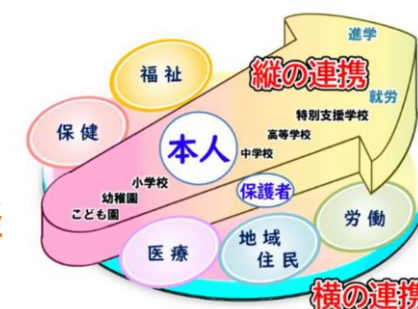 進学
福祉
縦の連携
就労
特別支援学校
保健
高等学校
本人
中学校
小学校
保護者
幼稚園
こども園
労働
地域
住民
医療
横の連携